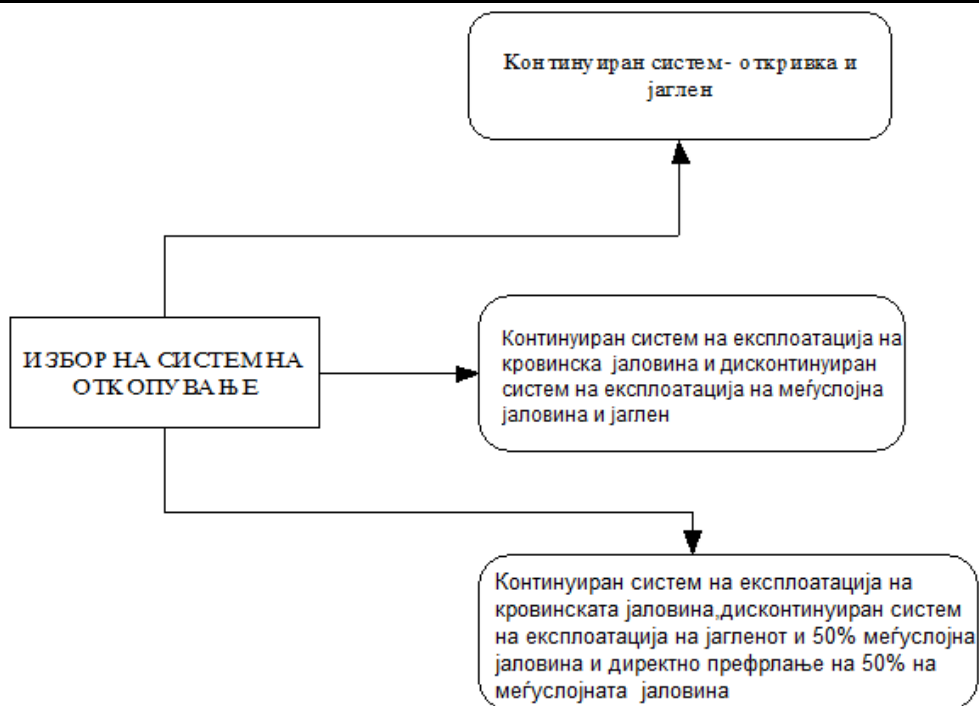 Континуиран систем- откривка и
јаглен
ИЗБОР НА СИСТЕМ НА
ОТКОПУВАЊЕ
Континуиран систем на експлоатација на
кровинска јаловина и дисконтинуиран
систем на експлоатација на меѓуслојна
јаловина и јаглен
Континуиран систем на експлоатација на
кровинската јаловина,дисконтинуиран систем
на експлоатација на јагленот и 50% меѓуслојна
јаловина и директно префрлање на 50% на
меѓуслојната јаловина